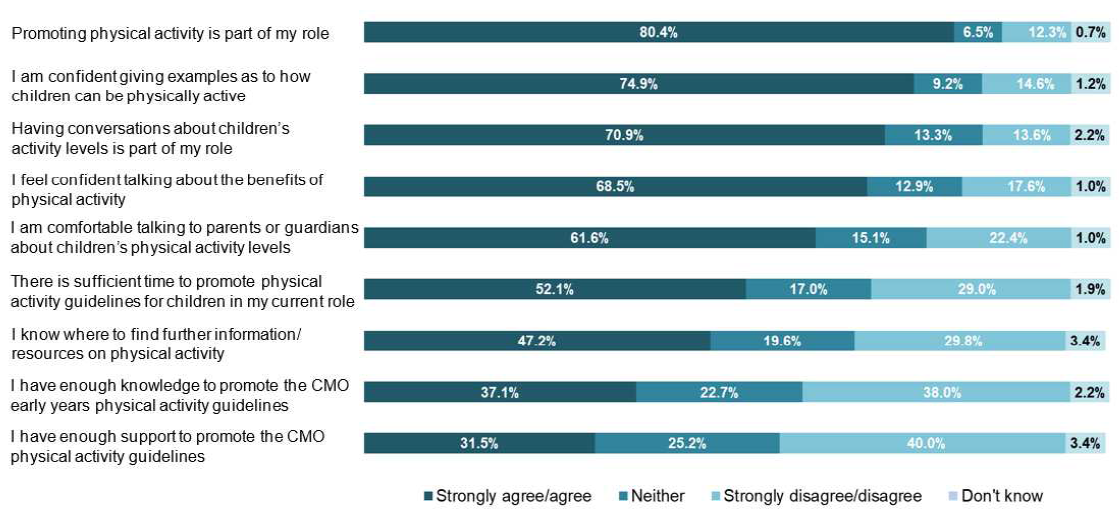 Promoting physical activity is part of my role
80.4% 6.5% 12.3% 0.7%
I am confident giving examples as to how
children can be physically active
74.9% 9.2% 14.6% 1.2%
Having conversations about children's
activity levels is part of my role
70.9% 13.3% 13.6% 2.2%
I feel confident talking about the benefits of
physical activity
68.5% 12.9% 17.6% 1.0%
I am comfortable talking to parents or guardians
about children's physical activity levels
61.6% 15.1% 22.4% 1.0%
There is sufficient time to promote physical
activity guidelines for children in my current role
52.1% 17.0% 29.0% 1.9%
I know where to find further information/
resources on physical activity
47.2% 19.6% 29.8% 3.4%
I have enough knowledge to promote the CMO
early years physical activity guidelines
37.1% 22.7% 38.0% 2.2%
I have enough support to promote the CMO
physical activity guidelines
31.5% 25.2% 40.0% 3.4%
Strongly agree/agree Neither Strongly disagree/disagree Don't know